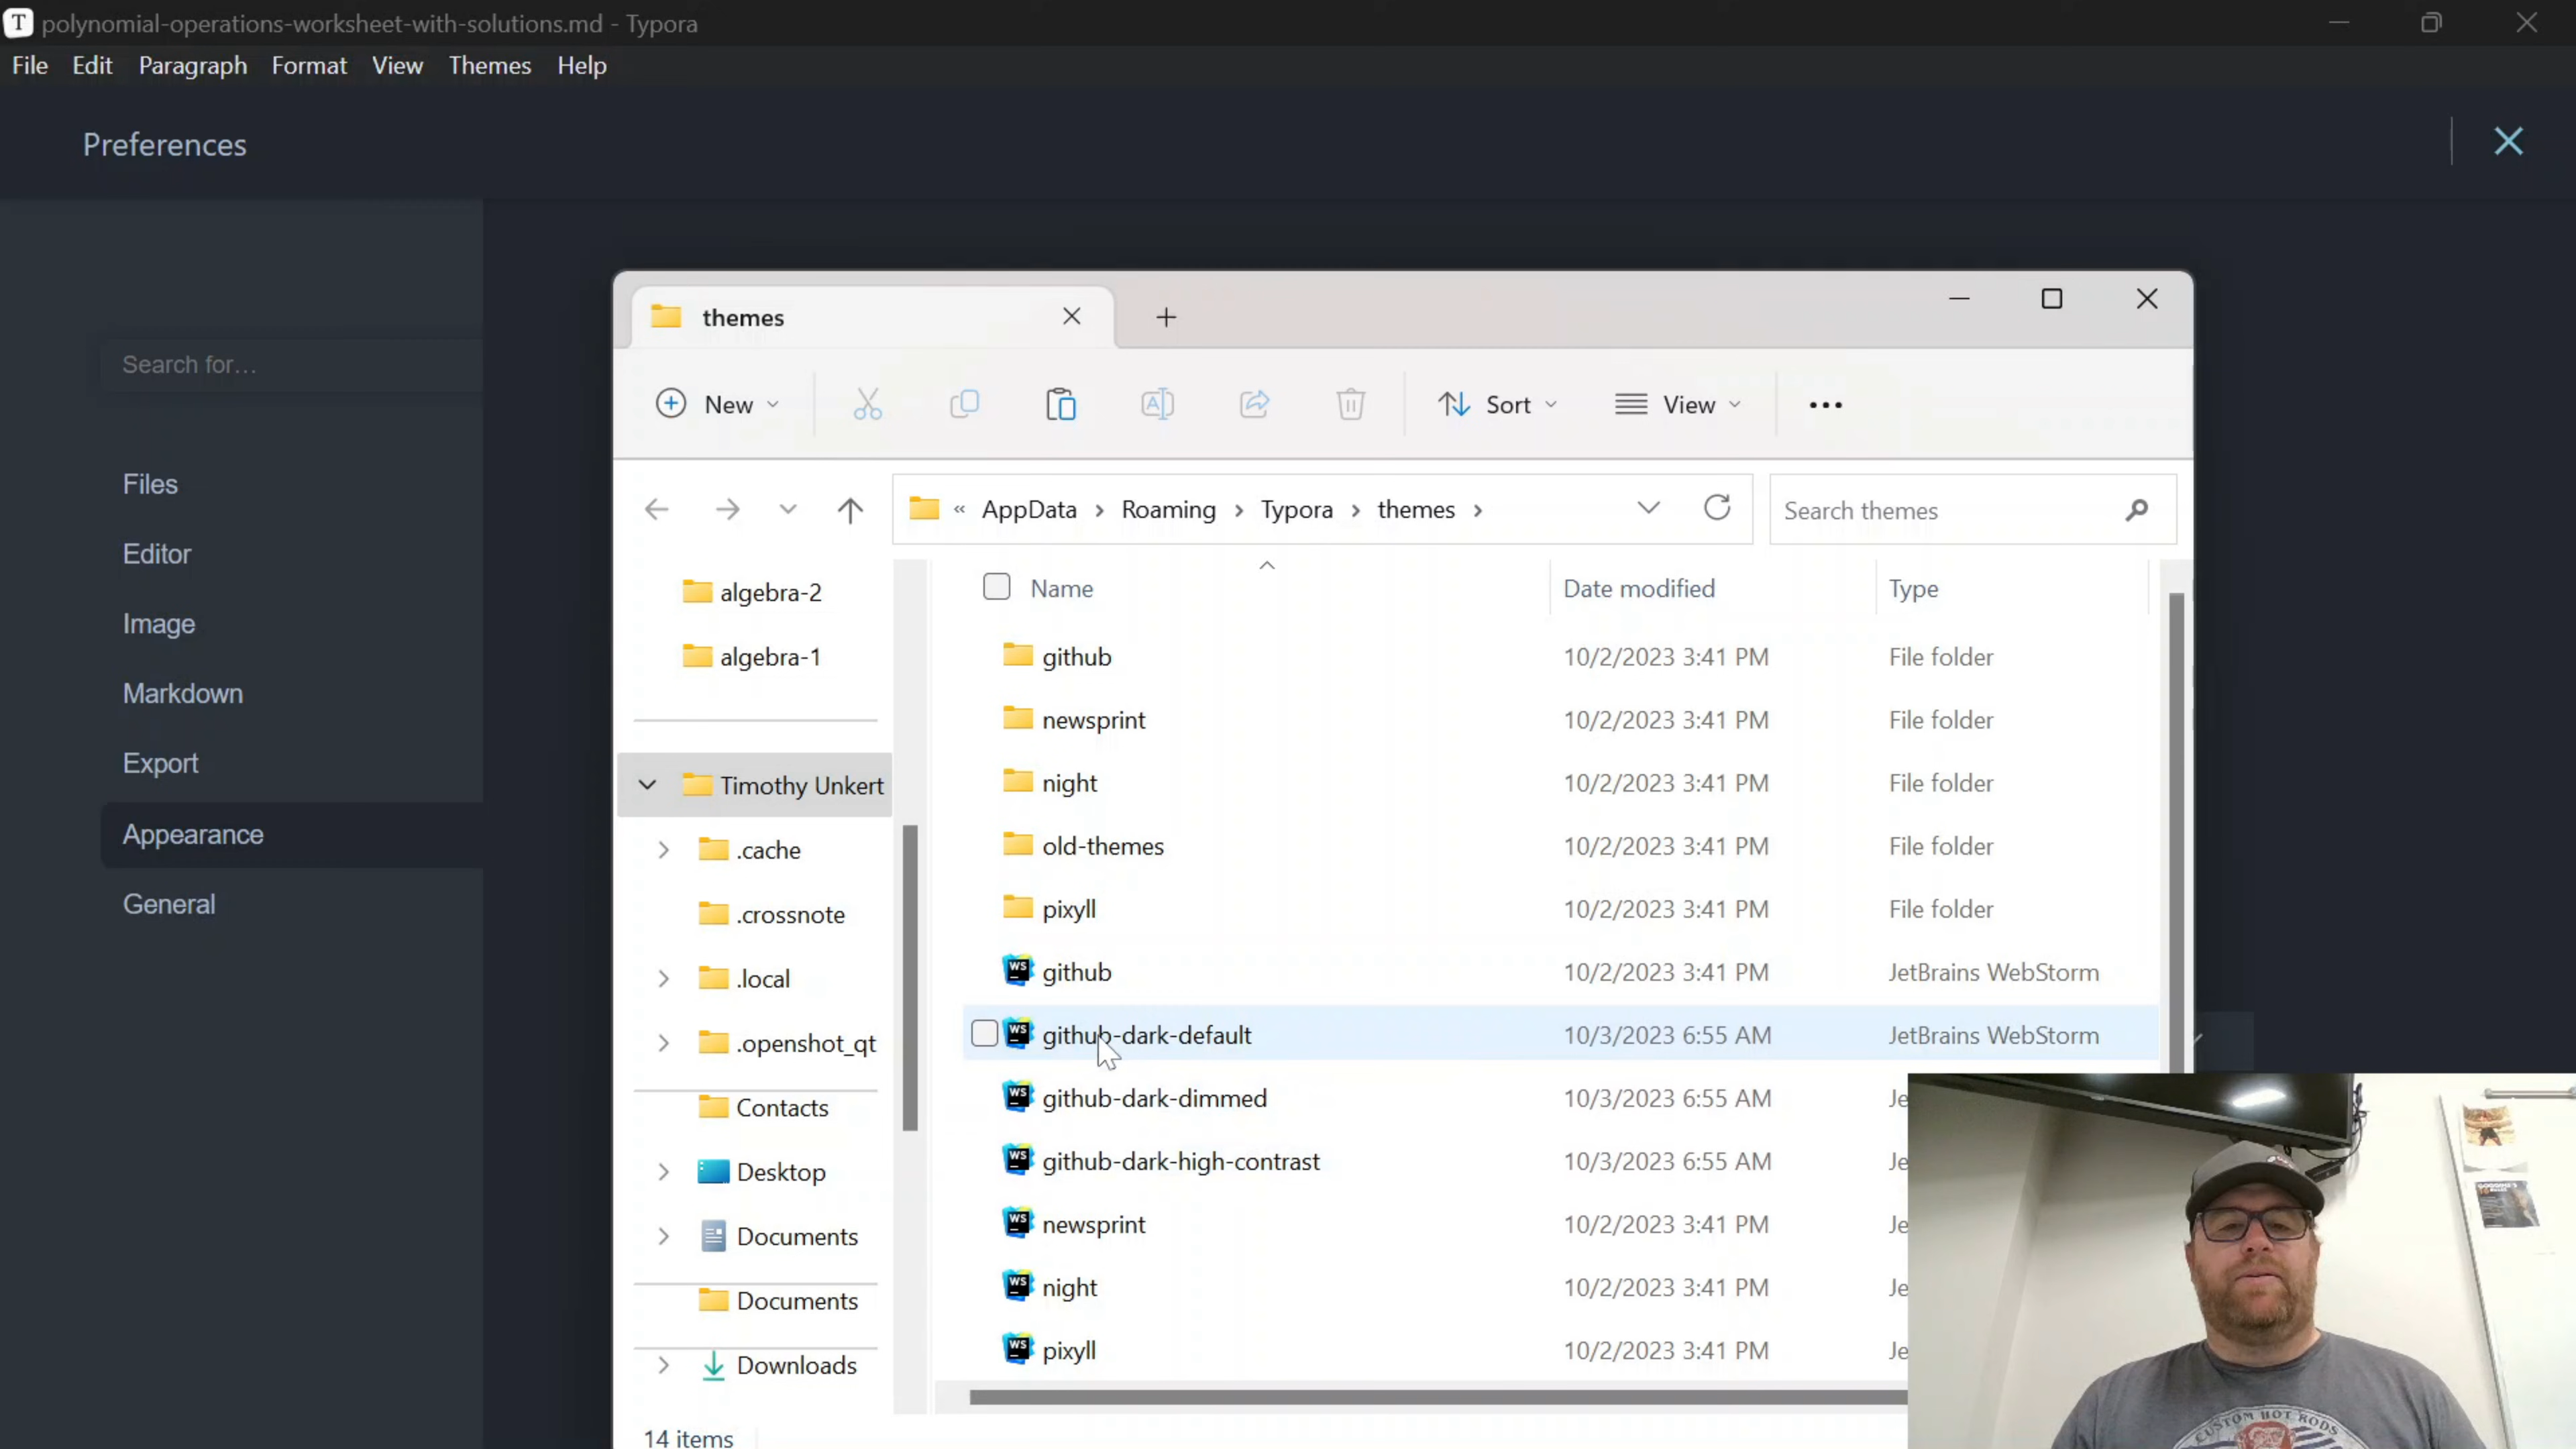 T polynomial-operations-worksheet-with-solutions.md - Typora
File Edit Paragraph Format View Themes Help
Preferences
Search for...
Files
Editor
Image
Markdown
Export
Appearance
General
themes
New Sort View
« AppData > Roaming > Typora > themes >
Search themes
algebra-2
algebra-1
Timothy Unkert
.cache
.crossnote
.local
.openshot_qt
Contacts
Desktop
Documents
Documents
Downloads
Name Date modified Type
github 10/2/2023 3:41 PM File folder
newsprint 10/2/2023 3:41 PM File folder
night 10/2/2023 3:41 PM File folder
old-themes 10/2/2023 3:41 PM File folder
pixyll 10/2/2023 3:41 PM File folder
github 10/2/2023 3:41 PM JetBrains WebStorm
github-dark-default 10/3/2023 6:55 AM JetBrains WebStorm
github-dark-dimmed 10/3/2023 6:55 AM Je
github-dark-high-contrast 10/3/2023 6:55 AM Je
newsprint 10/2/2023 3:41 PM Je
night 10/2/2023 3:41 PM Je
pixyll 10/2/2023 3:41 PM Je
14 items
CUSTOM HOT RODS